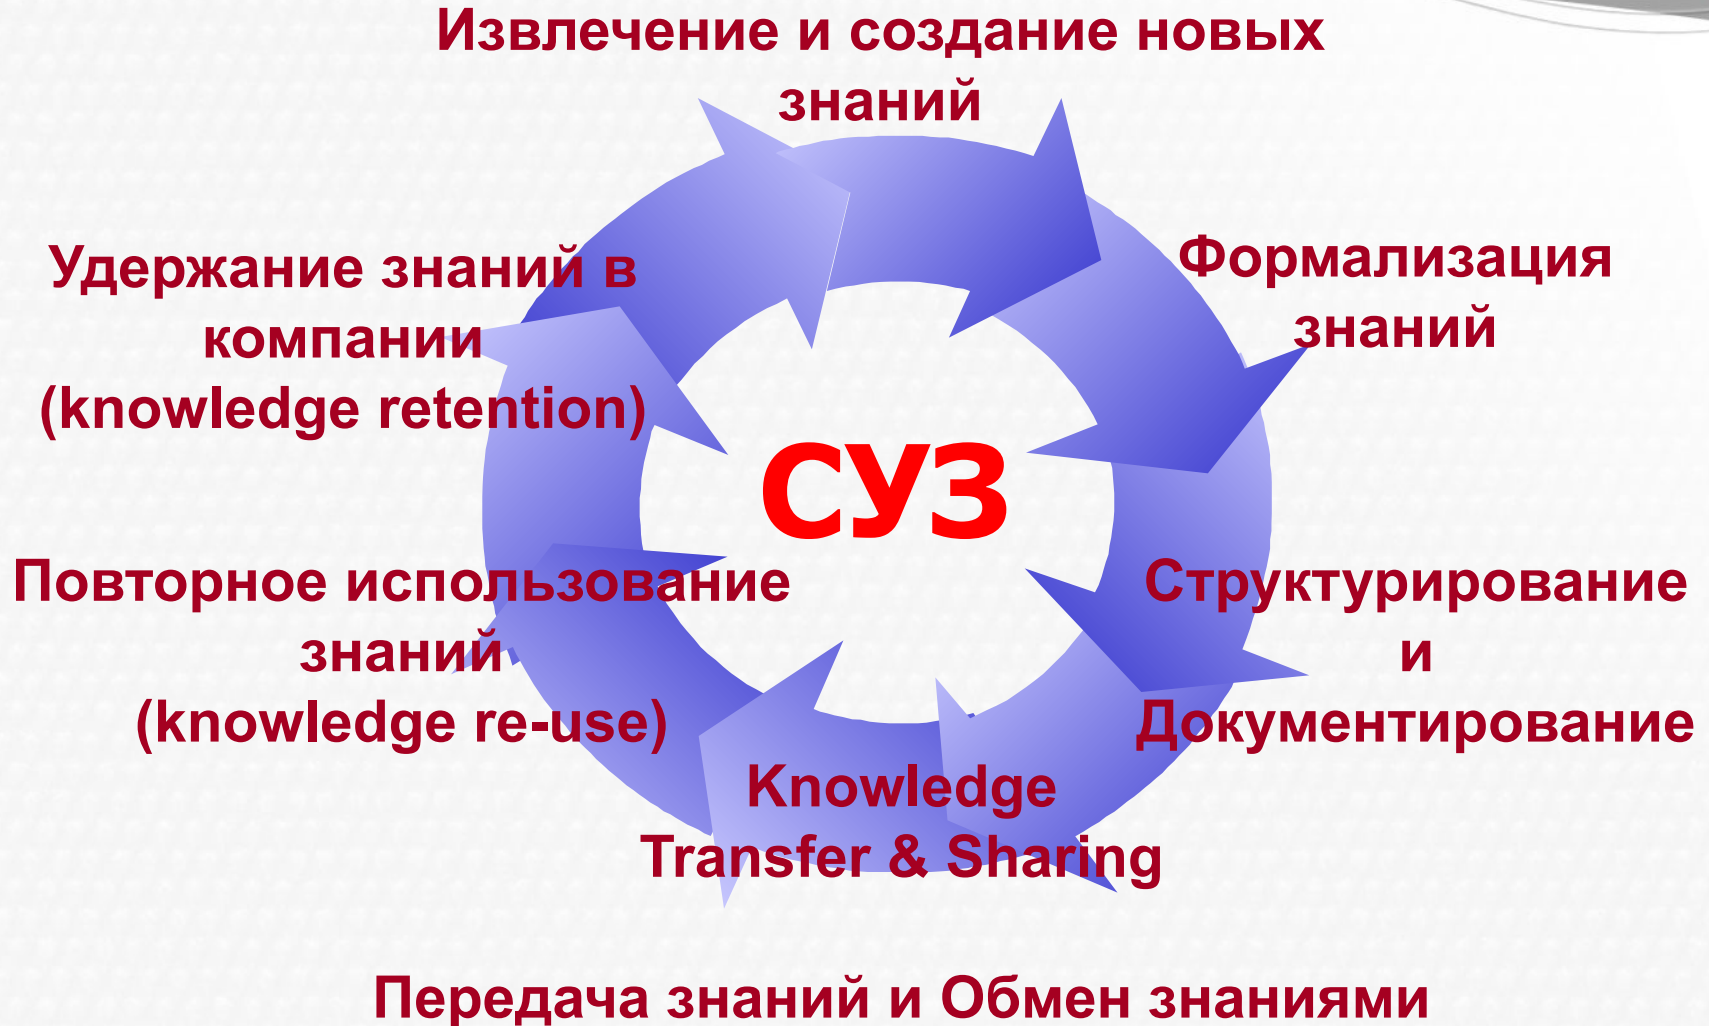 Извлечение и создание новых
знаний
Формализация
знаний
Структурирование
и
Документирование
Knowledge
Transfer & Sharing
Передача знаний и Обмен знаниями
Повторное использование
знаний
(knowledge re-use)
Удержание знаний в
компании
(knowledge retention)
СУЗ